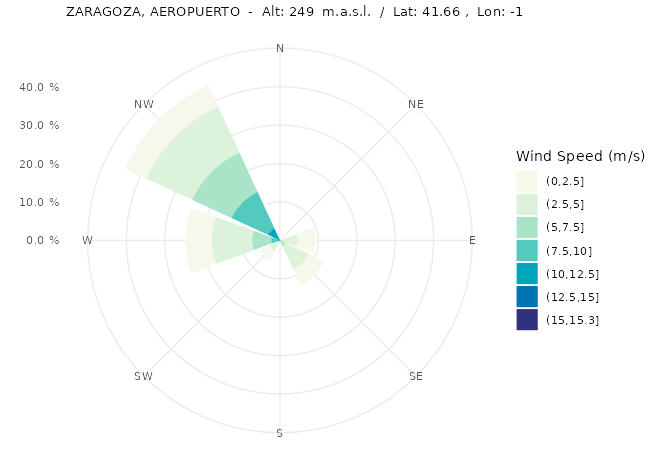 ZARAGOZA, AEROPUERTO - Alt: 249 m.a.s.l. / Lat: 41.66 , Lon: -1
N
40.0 %
NW
NE
30.0 %
20.0 %
10.0 %
0.0 %
W
E
SW
SE
S
Wind Speed (m/s)
(0,2.5]
(2.5,5]
(5,7.5]
(7.5,10]
(10,12.5]
(12.5,15]
(15,15.3]